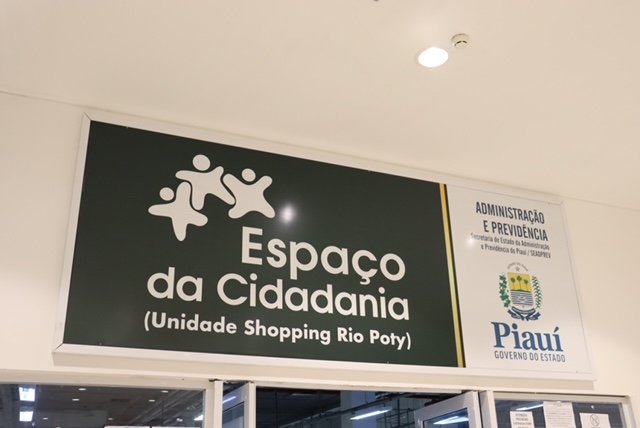 Espaço
da Cidadania
(Unidade Shopping Rio Poty)
ADMINISTRAÇÃO
E PREVIDÊNCIA
Secretaria de Estado da Administração
e Previdência do Piauí / SEADPREV
Piauí
GOVERNO DO ESTADO